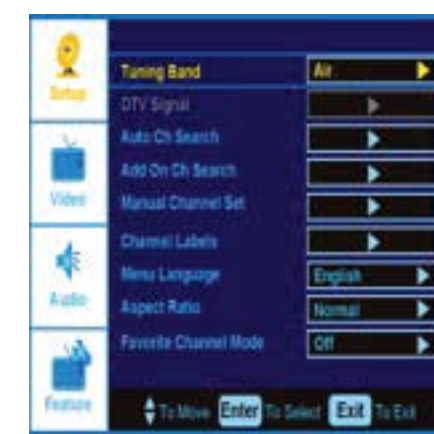 Setup
Video
Audio
Feature
Tuning Band Air
DTV Signal
Auto Ch Search
Add On Ch Search
Manual Channel Set
Channel Labels
Menu Language English
Aspect Ratio Normal
Favorite Channel Mode Off
To Move Enter To Select Exit To Exit